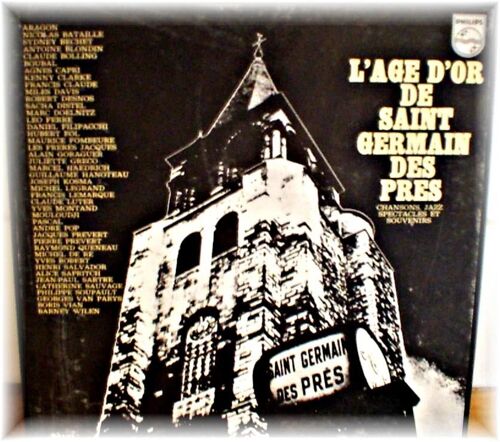 ARAGON
NICOLAS BATAILLE
SYDNEY BECHET
ANTOINE BLONDIN
CLAUDE BOLLING
BOUBAL
AGNES CAPRI
KENNY CLARKE
FRANCIS CLAUDE
MILES DAVIS
ROBERT DESNOS
SACHA DISTEL
MARC DOELNITZ
LEO FERRE
DANIEL FILIPACCHI
HUBERT FOL
MAURICE FOMBEURE
LES FRERES JACQUES
ALAIN GORAGUER
JULIETTE GRECO
MARCEL HAEDRICH
GUILLAUME HANOTEAU
JOSEPH KOSMA
MICHEL LEGRAND
FRANCIS LEMARQUE
CLAUDE LUTER
YVES MONTAND
MOULOUDJI
PASCAL
ANDRE POP
JACQUES PREVERT
PIERRE PREVERT
RAYMOND QUENEAU
MICHEL DE RE
YVES ROBERT
HENRI SALVADOR
ALICE SAPRITCH
JEAN-PAUL SARTRE
CATHERINE SAUVAGE
PHILIPPE SOUPAULT
GEORGES VAN PARYS
BORIS VIAN
BARNEY WILEN
PHILIPS
L'AGE D'OR
DE
SAINT
GERMAIN
DES
PRES
CHANSONS, JAZZ
SPECTACLES ET
SOUVENIRS
SAINT GERMAIN
DES PRÉS